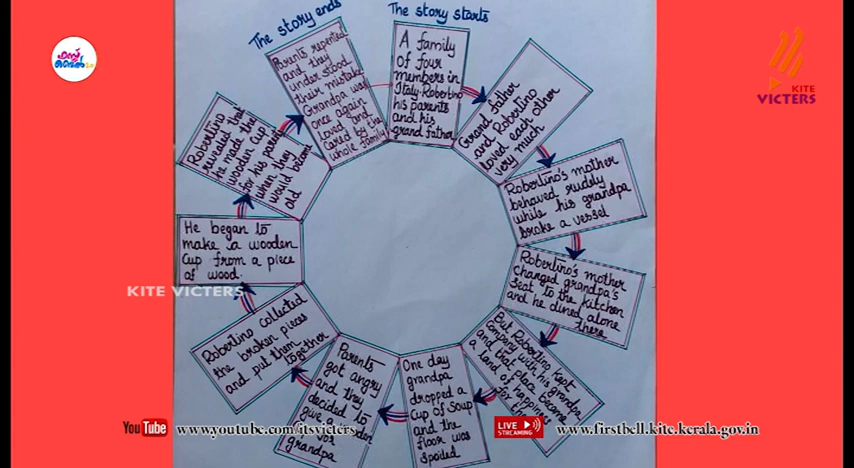 The story starts
A family
of four
members in
Italy-Robertino
his parents
and his
grand father
Grand father
and Robertino
loved each other
very much
Robertino's mother
behaved rudely
while his grandpa
broke a vessel
Robertino's mother
changed grandpa's
seat to the kitchen
and he dined alone
there
But Robertino kept
company with his grandpa
and that place became
a land of happiness
for them
One day
grandpa
dropped a
cup of soup
and the
floor was
spoiled
Parents
got angry
and they
decided to
give a wooden
for
grandpa
Robertino collected
the broken pieces
and put them
together
He began to
make a wooden
cup from a piece
of wood.
Robertino
revealed that
he made the
wooden cup
for his parents
when they
would become
old
Parents repented
and they
understood
their mistake
Grandpa was
once again
loved and
cared by the
whole family
The story ends
KITE
VICTERS
KITE VICTERS
YouTube www.youtube.com/itsvicters
LIVE
STREAMING
www.firstbell.kite.kerala.gov.in